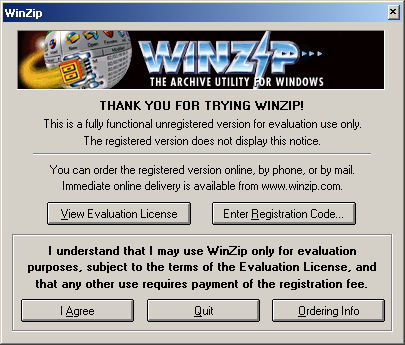 WinZip
WINZIP
THE ARCHIVE UTILITY FOR WINDOWS
THANK YOU FOR TRYING WINZIP!
This is a fully functional unregistered version for evaluation use only.
The registered version does not display this notice.
You can order the registered version online, by phone, or by mail.
Immediate online delivery is available from www.winzip.com.
View Evaluation License
Enter Registration Code...
I understand that I may use WinZip only for evaluation
purposes, subject to the terms of the Evaluation License, and
that any other use requires payment of the registration fee.
I Agree
Quit
Ordering Info